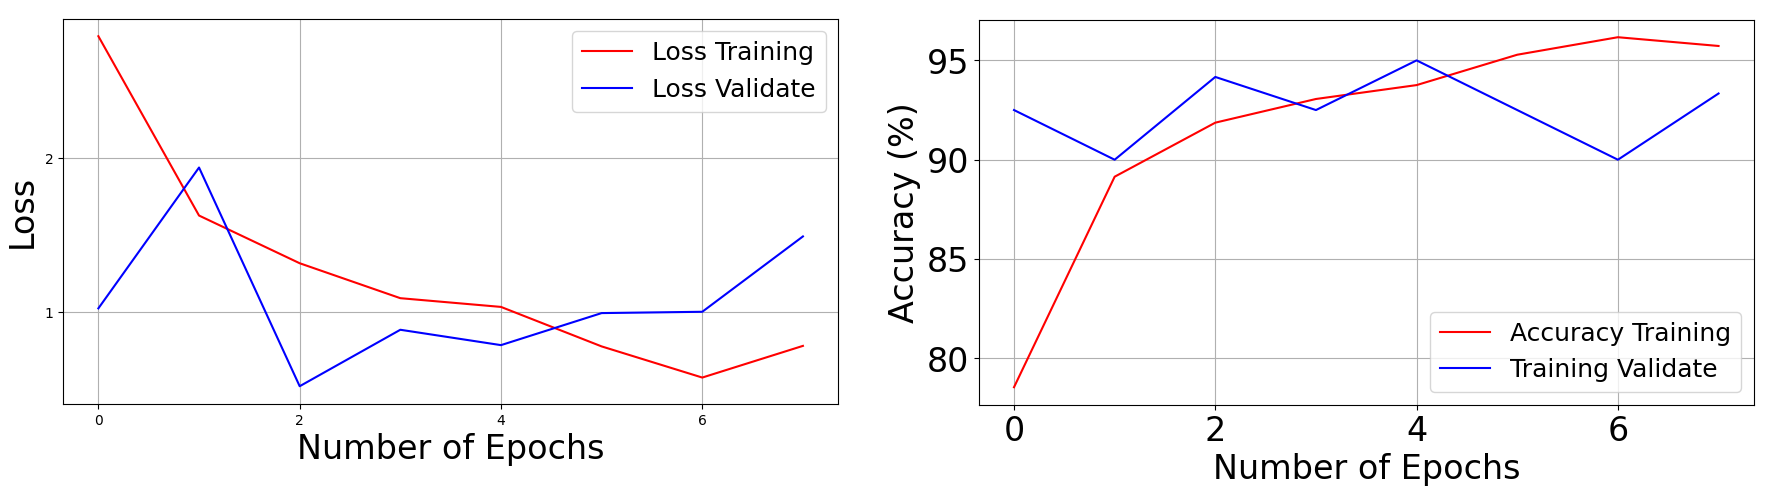 Loss Training
Loss Validate
2
1
Loss
0 2 4 6
Number of Epochs
95
90
85
80
Accuracy (%)
Accuracy Training
Training Validate
0 2 4 6
Number of Epochs